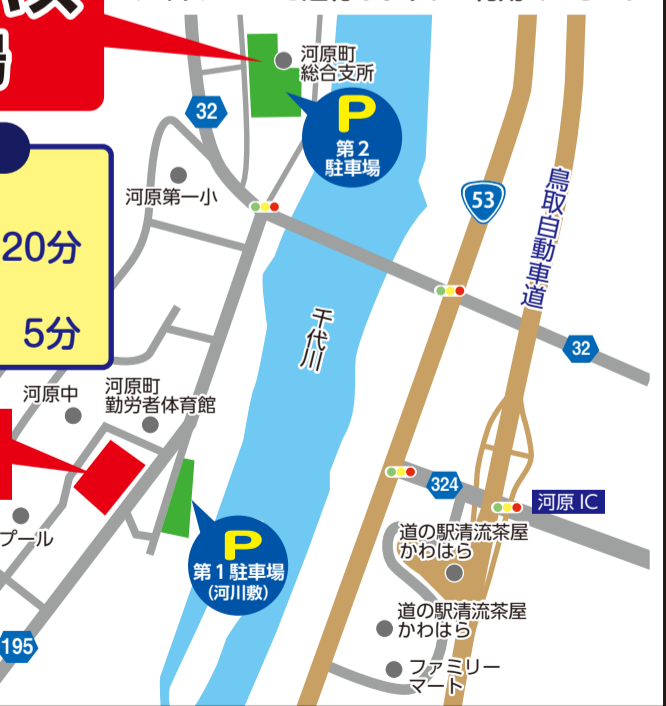 場
河原町
総合支所
32
P
第2
駐車場
河原第一小
53
鳥取自動車道
20分
5分
千代川
32
河原中
河原町
勤労者体育館
324
河原 IC
プール
P
第1駐車場
(河川敷)
道の駅清流茶屋
かわはら
道の駅清流茶屋
かわはら
ファミリー
マート
195